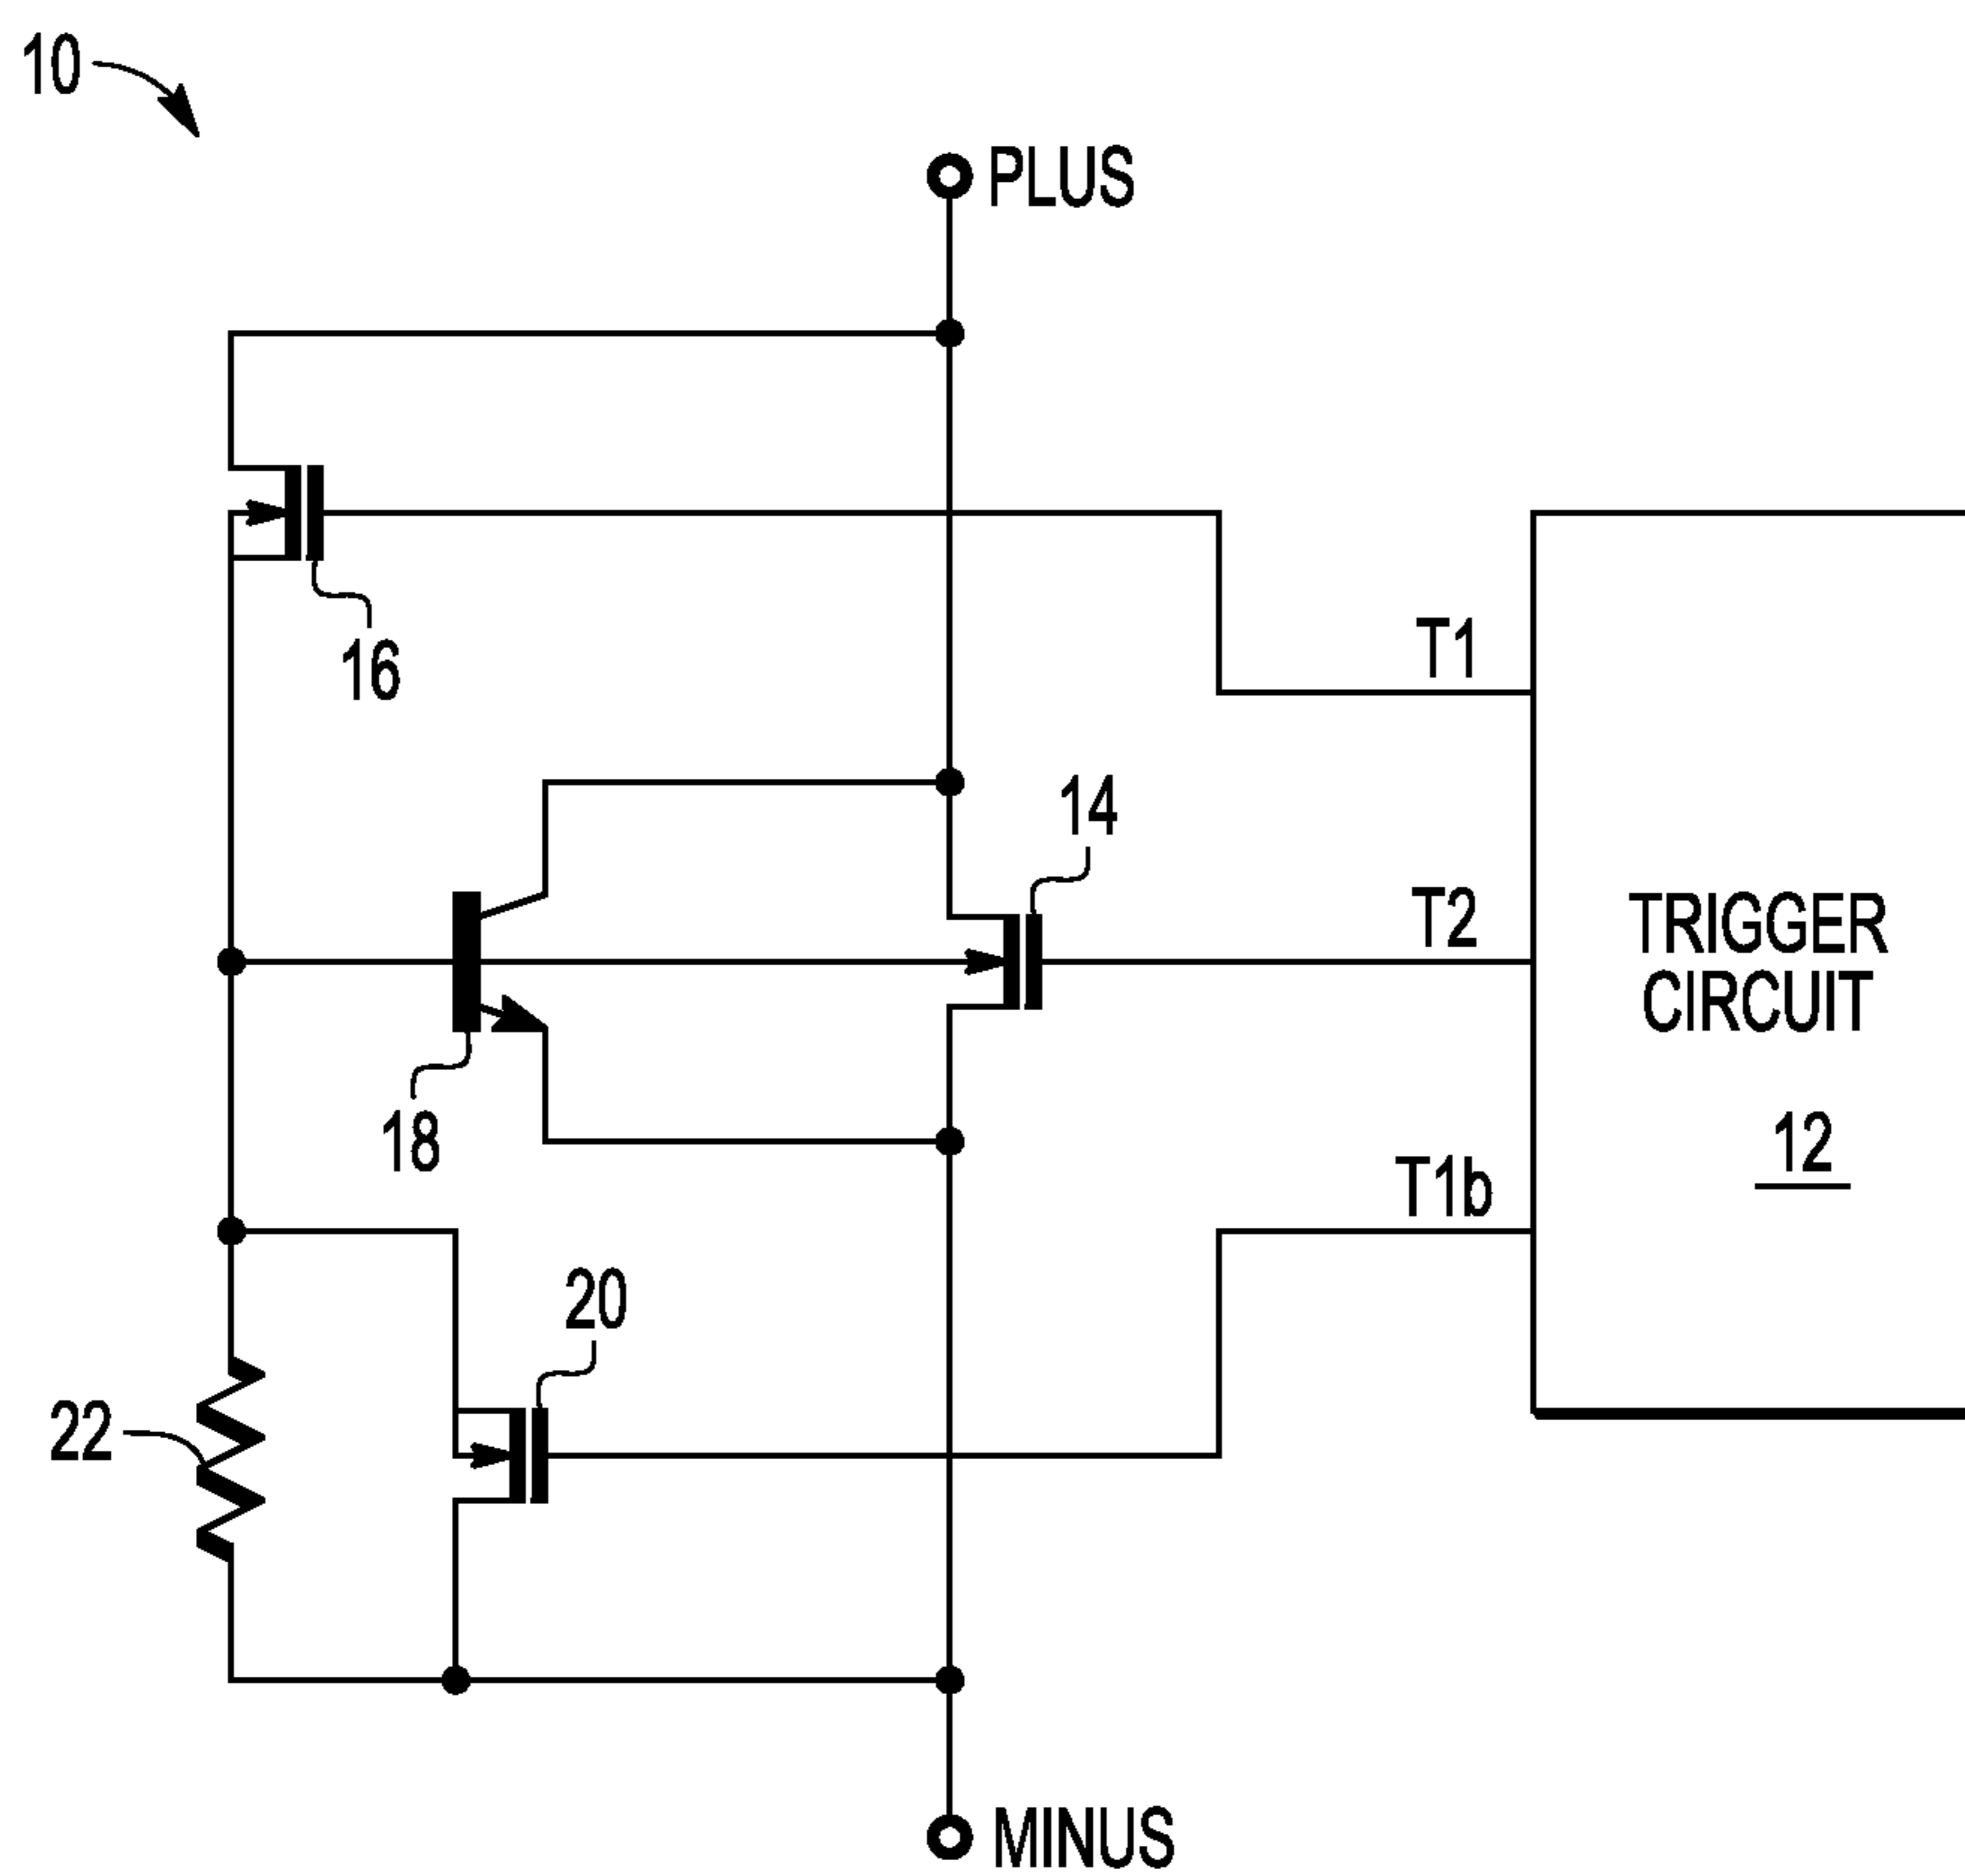 10
PLUS
16
T1
14
T2
TRIGGER
CIRCUIT
12
18
T1b
20
22
MINUS